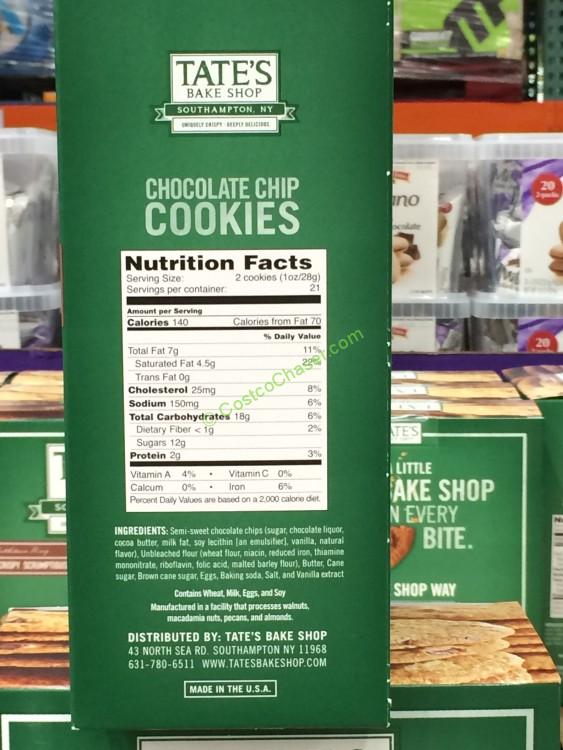 TATE'S
BAKE SHOP
SOUTHAMPTON, NY
UNIQUELY CRISPY · DEEPLY DELICIOUS
CHOCOLATE CHIP
COOKIES
Nutrition Facts
Serving Size: 2 cookies (1oz/28g)
Servings per container: 21
Amount per Serving
Calories 140 Calories from Fat 70
% Daily Value
Total Fat 7g 11%
Saturated Fat 4.5g 22%
Trans Fat 0g
Cholesterol 25mg 8%
Sodium 150mg 6%
Total Carbohydrates 18g 6%
Dietary Fiber <1g 2%
Sugars 12g
Protein 2g 3%
Vitamin A 4% • Vitamin C 0%
Calcum 0% • Iron 6%
Percent Daily Values are based on a 2,000 calorie diet.
© CostcoChaser.com
INGREDIENTS: Semi-sweet chocolate chips (sugar, chocolate liquor,
cocoa butter, milk fat, soy lecithin [an emulsifier], vanilla, natural
flavor), Unbleached flour (wheat flour, niacin, reduced iron, thiamine
mononitrate, riboflavin, folic acid, malted barley flour), Butter, Cane
sugar, Brown cane sugar, Eggs, Baking soda, Salt, and Vanilla extract
Contains Wheat, Milk, Eggs, and Soy
Manufactured in a facility that processes walnuts,
macadamia nuts, pecans, and almonds.
DISTRIBUTED BY: TATE'S BAKE SHOP
43 NORTH SEA RD. SOUTHAMPTON NY 11968
631-780-6511 WWW.TATESBAKESHOP.COM
MADE IN THE U.S.A.
20
20
ATE'S
LITTLE
AKE SHOP
N EVERY
BITE.
SHOP WAY